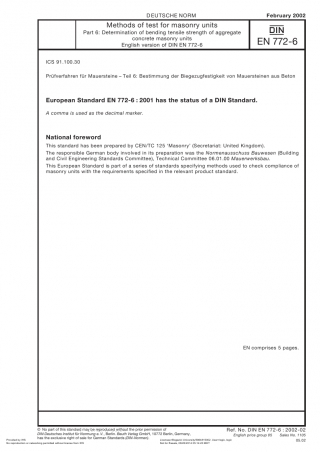 DEUTSCHE NORM
February 2002
Methods of test for masonry units
Part 6: Determination of bending tensile strength of aggregate
concrete masonry units
English version of DIN EN 772-6
DIN
EN 772-6
ICS 91.100.30
Prüfverfahren für Mauersteine – Teil 6: Bestimmung der Biegezugfestigkeit von Mauersteinen aus Beton
European Standard EN 772-6 : 2001 has the status of a DIN Standard.
A comma is used as the decimal marker.
National foreword
This standard has been prepared by CEN/TC 125 'Masonry' (Secretariat: United Kingdom).
The responsible German body involved in its preparation was the Normenausschuss Bauwesen (Building
and Civil Engineering Standards Committee), Technical Committee 06.01.00 Mauerwerksbau.
This European Standard is part of a series of standards specifying methods used to check compliance of
masonry units with the requirements specified in the relevant product standard.
EN comprises 5 pages.
© No part of this standard may be reproduced without the prior permission of
DIN Deutsches Institut für Normung e.V., Berlin. Beuth Verlag GmbH, 10772 Berlin, Germany,
has the exclusive right of sale for German Standards (DIN-Normen).
Ref. No. DIN EN 772-6 : 2002-02
English price group 05 Sales No. 1105
05.02